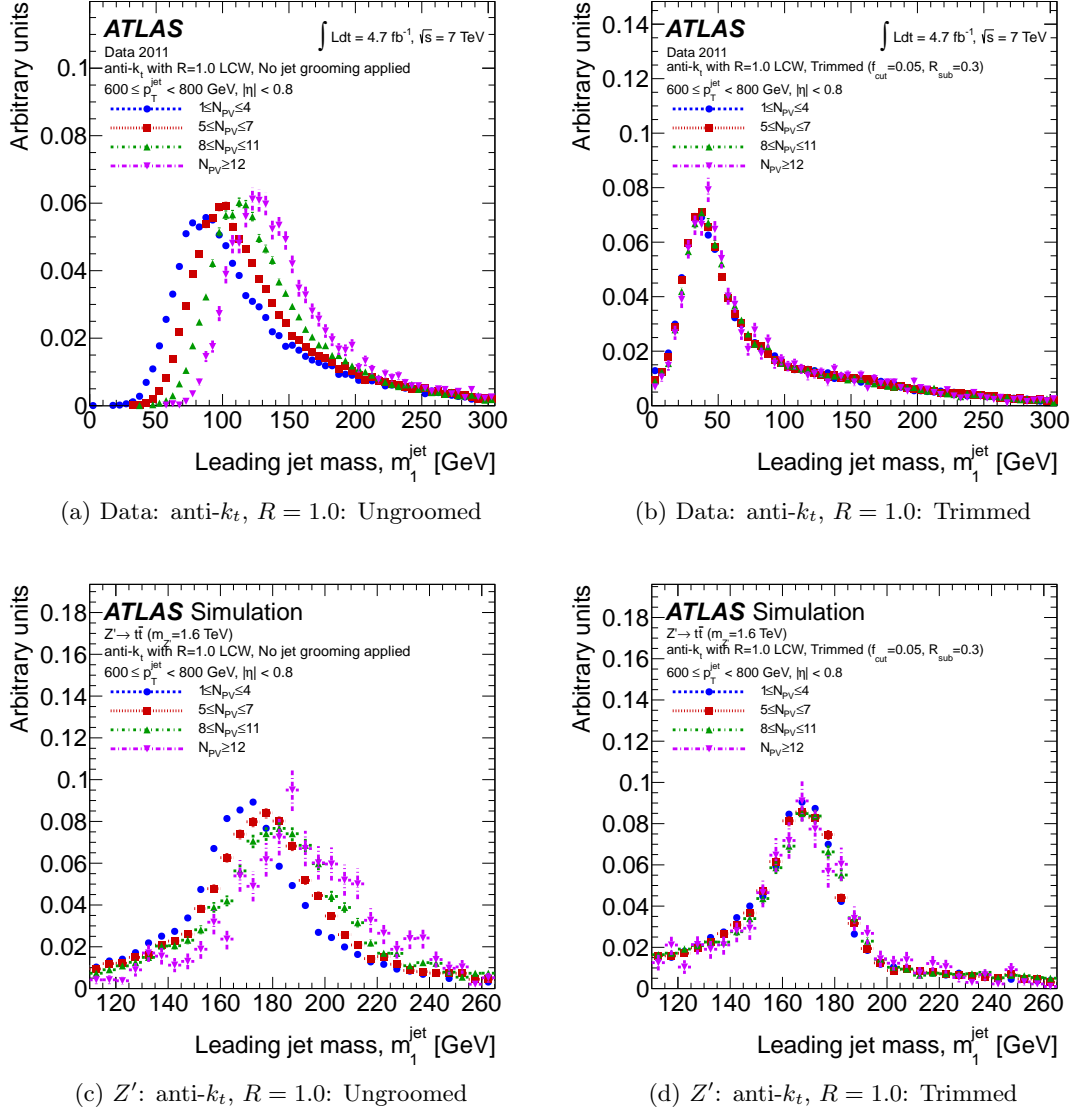 Arbitrary units
ATLAS
∫ Ldt = 4.7 fb⁻¹, √s = 7 TeV
Data 2011
anti-k_t with R=1.0 LCW, No jet grooming applied
600 ≤ p_T^jet < 800 GeV, |η| < 0.8
1≤N_PV≤4
5≤N_PV≤7
8≤N_PV≤11
N_PV≥12
0.1
0.08
0.06
0.04
0.02
0
0 50 100 150 200 250 300
Leading jet mass, m_1^jet [GeV]
(a) Data: anti-k_t, R = 1.0: Ungroomed
Arbitrary units
ATLAS
∫ Ldt = 4.7 fb⁻¹, √s = 7 TeV
Data 2011
anti-k_t with R=1.0 LCW, Trimmed (f_cut=0.05, R_sub=0.3)
600 ≤ p_T^jet < 800 GeV, |η| < 0.8
1≤N_PV≤4
5≤N_PV≤7
8≤N_PV≤11
N_PV≥12
0.14
0.12
0.1
0.08
0.06
0.04
0.02
0
0 50 100 150 200 250 300
Leading jet mass, m_1^jet [GeV]
(b) Data: anti-k_t, R = 1.0: Trimmed
Arbitrary units
ATLAS Simulation
Z'→ tt̄ (m_Z'=1.6 TeV)
anti-k_t with R=1.0 LCW, No jet grooming applied
600 ≤ p_T^jet < 800 GeV, |η| < 0.8
1≤N_PV≤4
5≤N_PV≤7
8≤N_PV≤11
N_PV≥12
0.18
0.16
0.14
0.12
0.1
0.08
0.06
0.04
0.02
0
120 140 160 180 200 220 240 260
Leading jet mass, m_1^jet [GeV]
(c) Z′: anti-k_t, R = 1.0: Ungroomed
Arbitrary units
ATLAS Simulation
Z'→ tt̄ (m_Z'=1.6 TeV)
anti-k_t with R=1.0 LCW, Trimmed (f_cut=0.05, R_sub=0.3)
600 ≤ p_T^jet < 800 GeV, |η| < 0.8
1≤N_PV≤4
5≤N_PV≤7
8≤N_PV≤11
N_PV≥12
0.18
0.16
0.14
0.12
0.1
0.08
0.06
0.04
0.02
0
120 140 160 180 200 220 240 260
Leading jet mass, m_1^jet [GeV]
(d) Z′: anti-k_t, R = 1.0: Trimmed